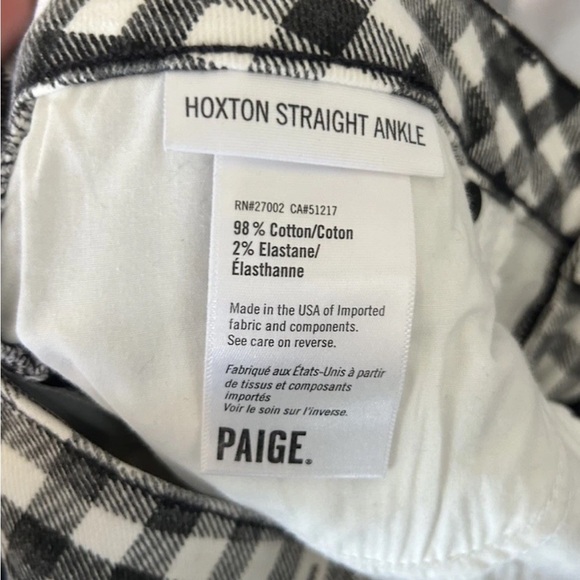 HOXTON STRAIGHT ANKLE
RN#27002 CA#51217
98% Cotton/Coton
2% Elastane/
Élasthanne
Made in the USA of Imported
fabric and components.
See care on reverse.
Fabriqué aux États-Unis à partir
de tissus et composants
importés
Voir le soin sur l'inverse.
PAIGE®